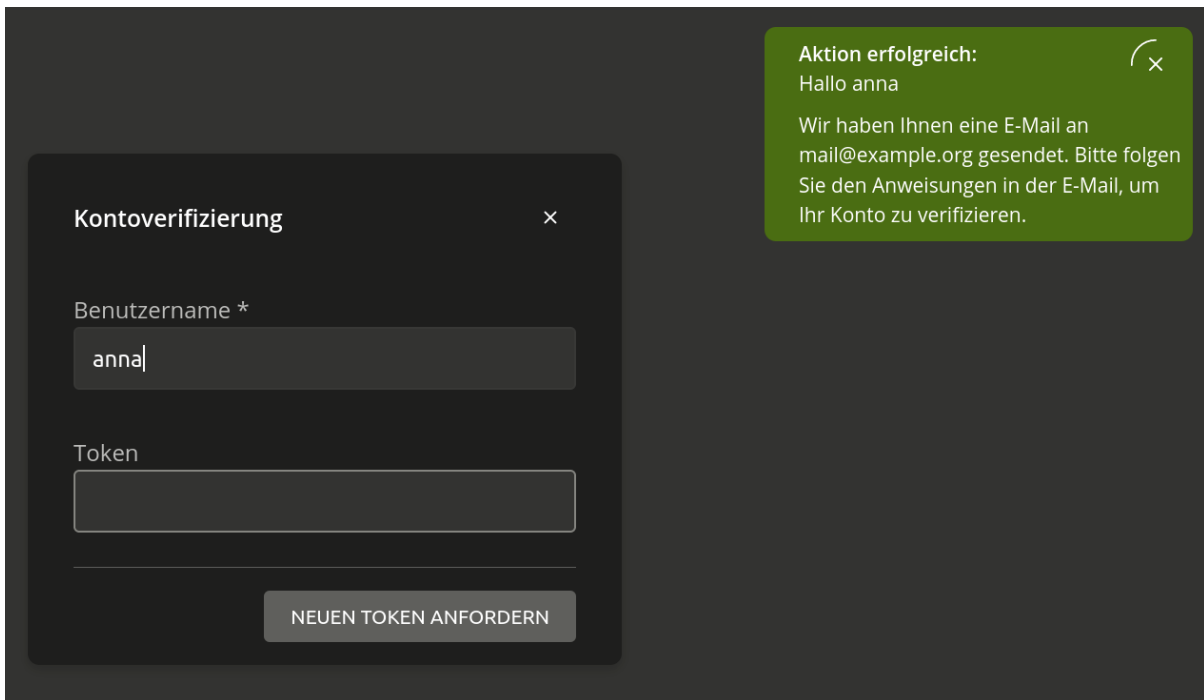 Aktion erfolgreich:
Hallo anna
Wir haben Ihnen eine E-Mail an
mail@example.org gesendet. Bitte folgen
Sie den Anweisungen in der E-Mail, um
Ihr Konto zu verifizieren.
Kontoverifizierung
Benutzername *
anna
Token
NEUEN TOKEN ANFORDERN